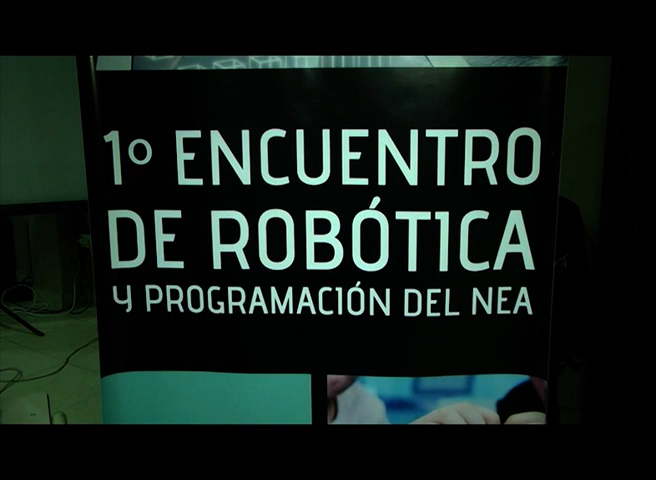 1º ENCUENTRO
DE ROBÓTICA
y PROGRAMACIÓN DEL NEA